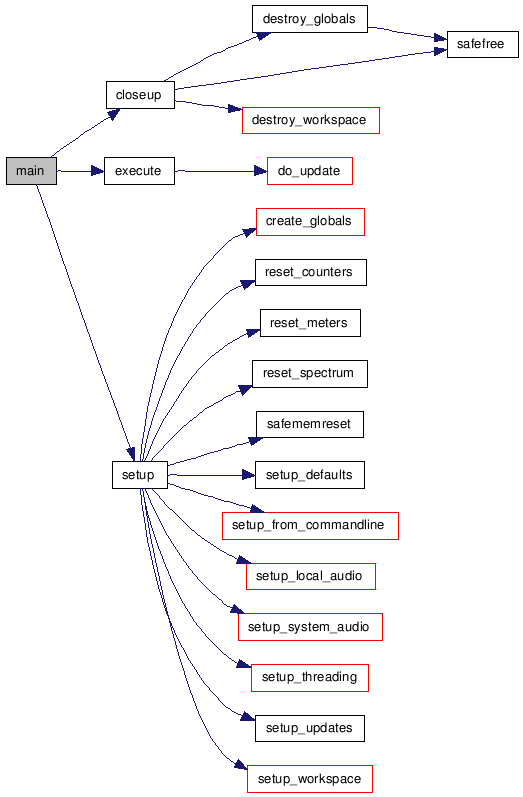 destroy_globals
safefree
closeup
destroy_workspace
main
execute
do_update
create_globals
reset_counters
reset_meters
reset_spectrum
safememreset
setup
setup_defaults
setup_from_commandline
setup_local_audio
setup_system_audio
setup_threading
setup_updates
setup_workspace